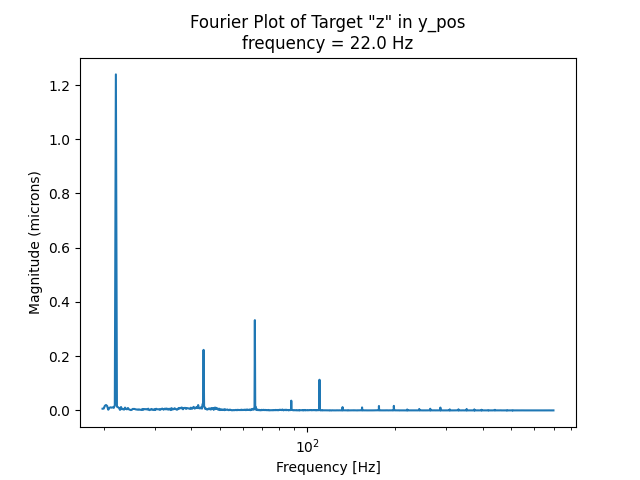 Fourier Plot of Target "z" in y_pos
frequency = 22.0 Hz
1.2
1.0
0.8
0.6
0.4
0.2
0.0
Magnitude (microns)
10²
Frequency [Hz]